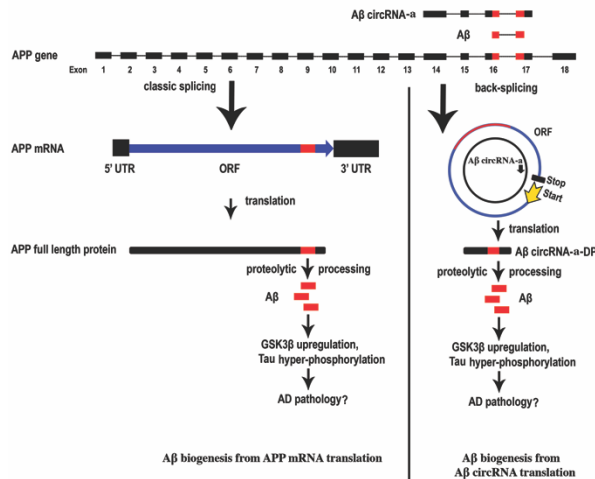 Aβ circRNA-a
Aβ
APP gene
Exon 1 2 3 4 5 6 7 8 9 10 11 12 13 14 15 16 17 18
classic splicing
back-splicing
APP mRNA
5' UTR
ORF
3' UTR
translation
APP full length protein
proteolytic processing
Aβ
GSK3β upregulation,
Tau hyper-phosphorylation
AD pathology?
Aβ biogenesis from APP mRNA translation
ORF
Aβ circRNA-a
Stop
Start
translation
Aβ circRNA-a-DP
proteolytic processing
Aβ
GSK3β upregulation,
Tau hyper-phosphorylation
AD pathology?
Aβ biogenesis from
Aβ circRNA translation